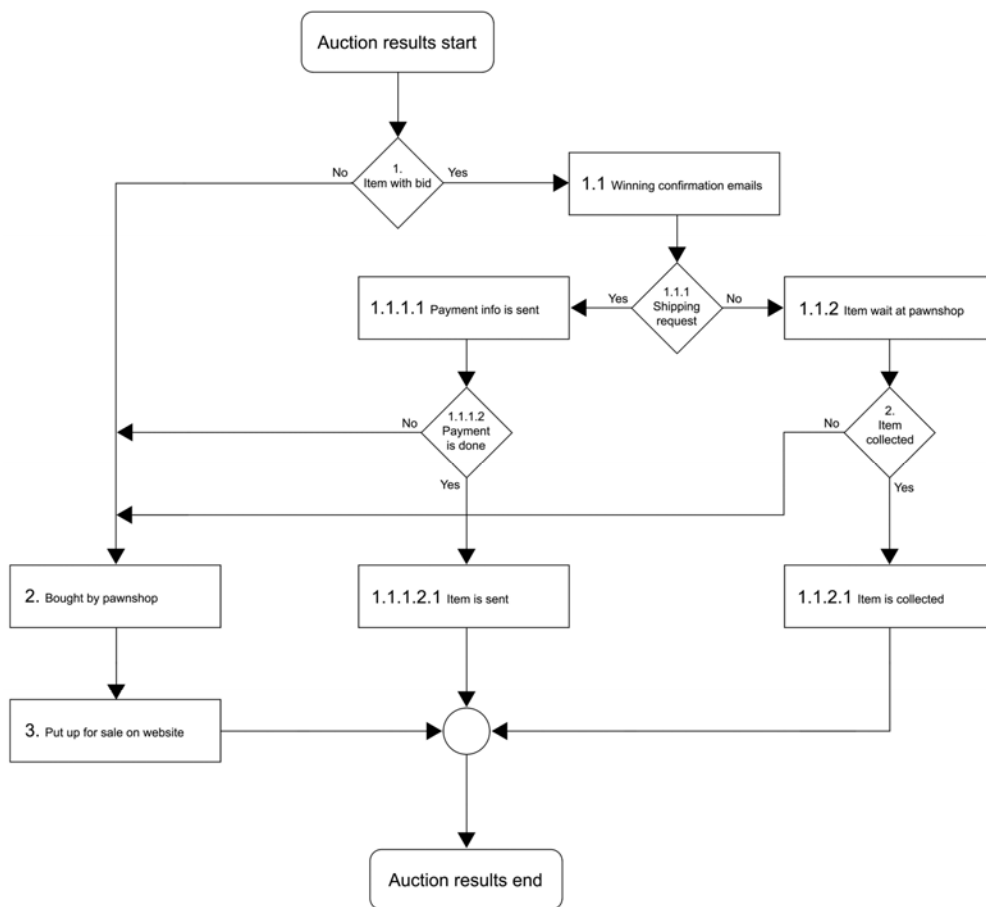 Auction results start
1.
Item with bid
No
Yes
1.1 Winning confirmation emails
1.1.1
Shipping
request
Yes
No
1.1.1.1 Payment info is sent
1.1.2 Item wait at pawnshop
1.1.1.2
Payment
is done
No
Yes
2.
Item
collected
No
Yes
2. Bought by pawnshop
1.1.1.2.1 Item is sent
1.1.2.1 Item is collected
3. Put up for sale on website
Auction results end